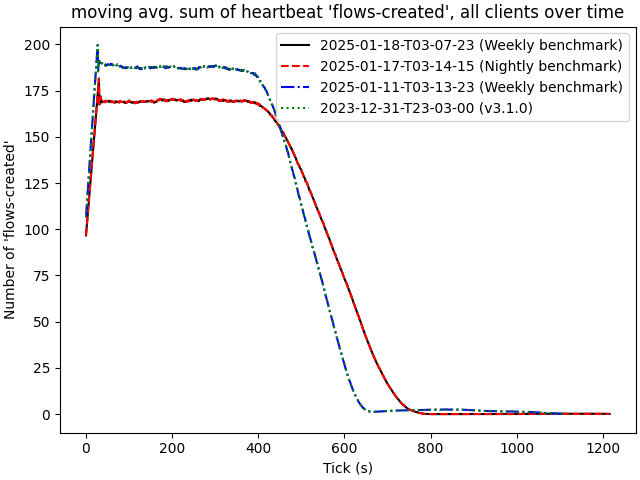 moving avg. sum of heartbeat 'flows-created', all clients over time
2025-01-18-T03-07-23 (Weekly benchmark)
2025-01-17-T03-14-15 (Nightly benchmark)
2025-01-11-T03-13-23 (Weekly benchmark)
2023-12-31-T23-03-00 (v3.1.0)
Number of 'flows-created'
200
175
150
125
100
75
50
25
0
0 200 400 600 800 1000 1200
Tick (s)